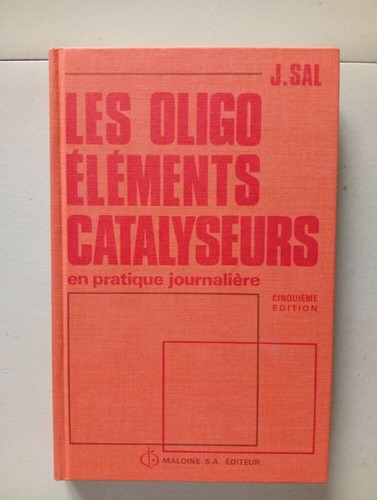 J. SAL
LES OLIGO
ÉLÉMENTS
CATALYSEURS
en pratique journalière
CINQUIÈME
ÉDITION
MALOINE S.A. ÉDITEUR